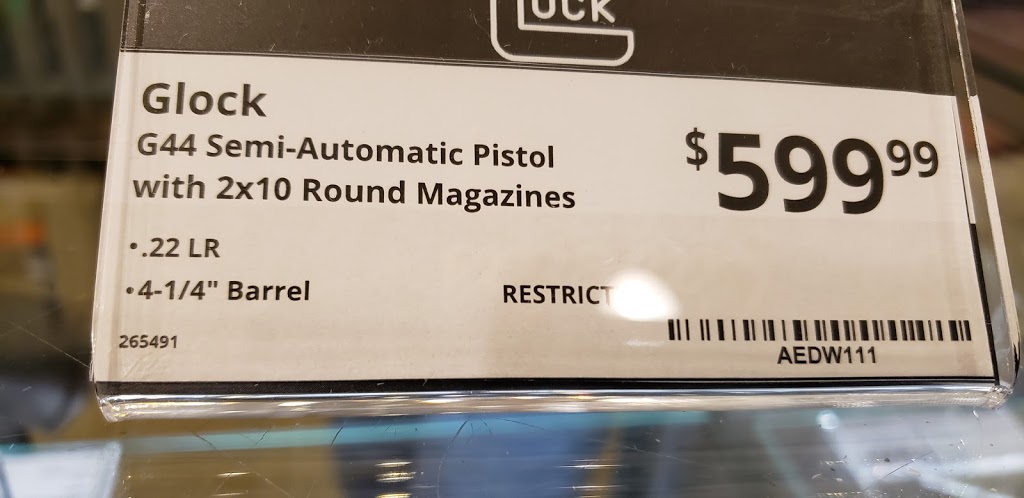 Glock
G44 Semi-Automatic Pistol
with 2x10 Round Magazines
$599.99
•.22 LR
•4-1/4" Barrel
265491
AEDW111